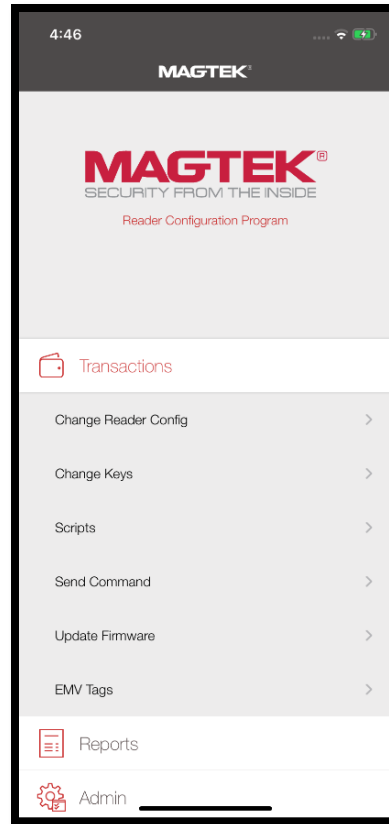 4:46
MAGTEK®
MAGTEK®
SECURITY FROM THE INSIDE
Reader Configuration Program
Transactions
Change Reader Config
Change Keys
Scripts
Send Command
Update Firmware
EMV Tags
Reports
Admin